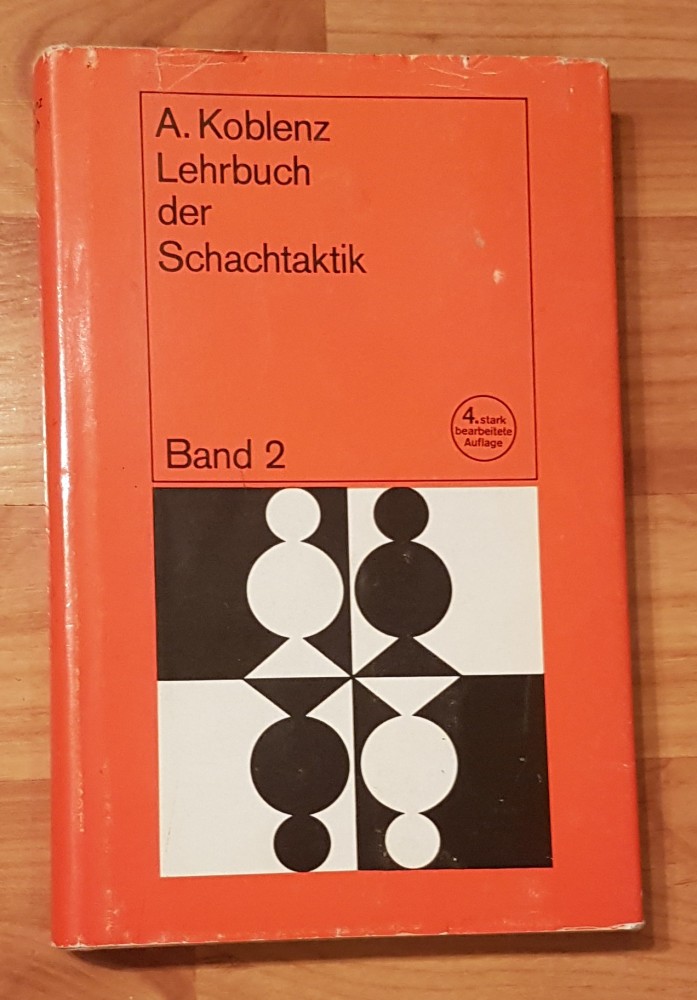 A. Koblenz
Lehrbuch
der
Schachtaktik
4. stark
bearbeitete
Auflage
Band 2